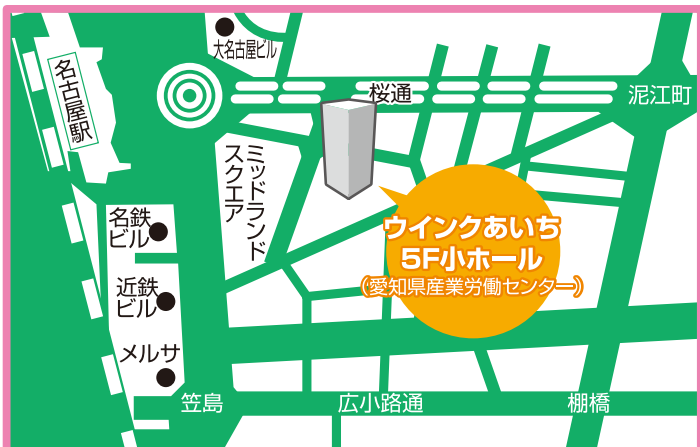 大名古屋ビル
名古屋駅
桜通
泥江町
ミッドランド
スクエア
名鉄
ビル
ウインクあいち
5F小ホール
（愛知県産業労働センター）
近鉄
ビル
メルサ
笠島
広小路通
棚橋